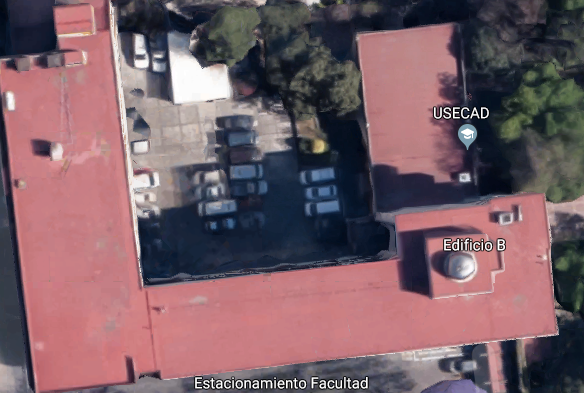 USECAD
Edificio B
Estacionamiento Facultad